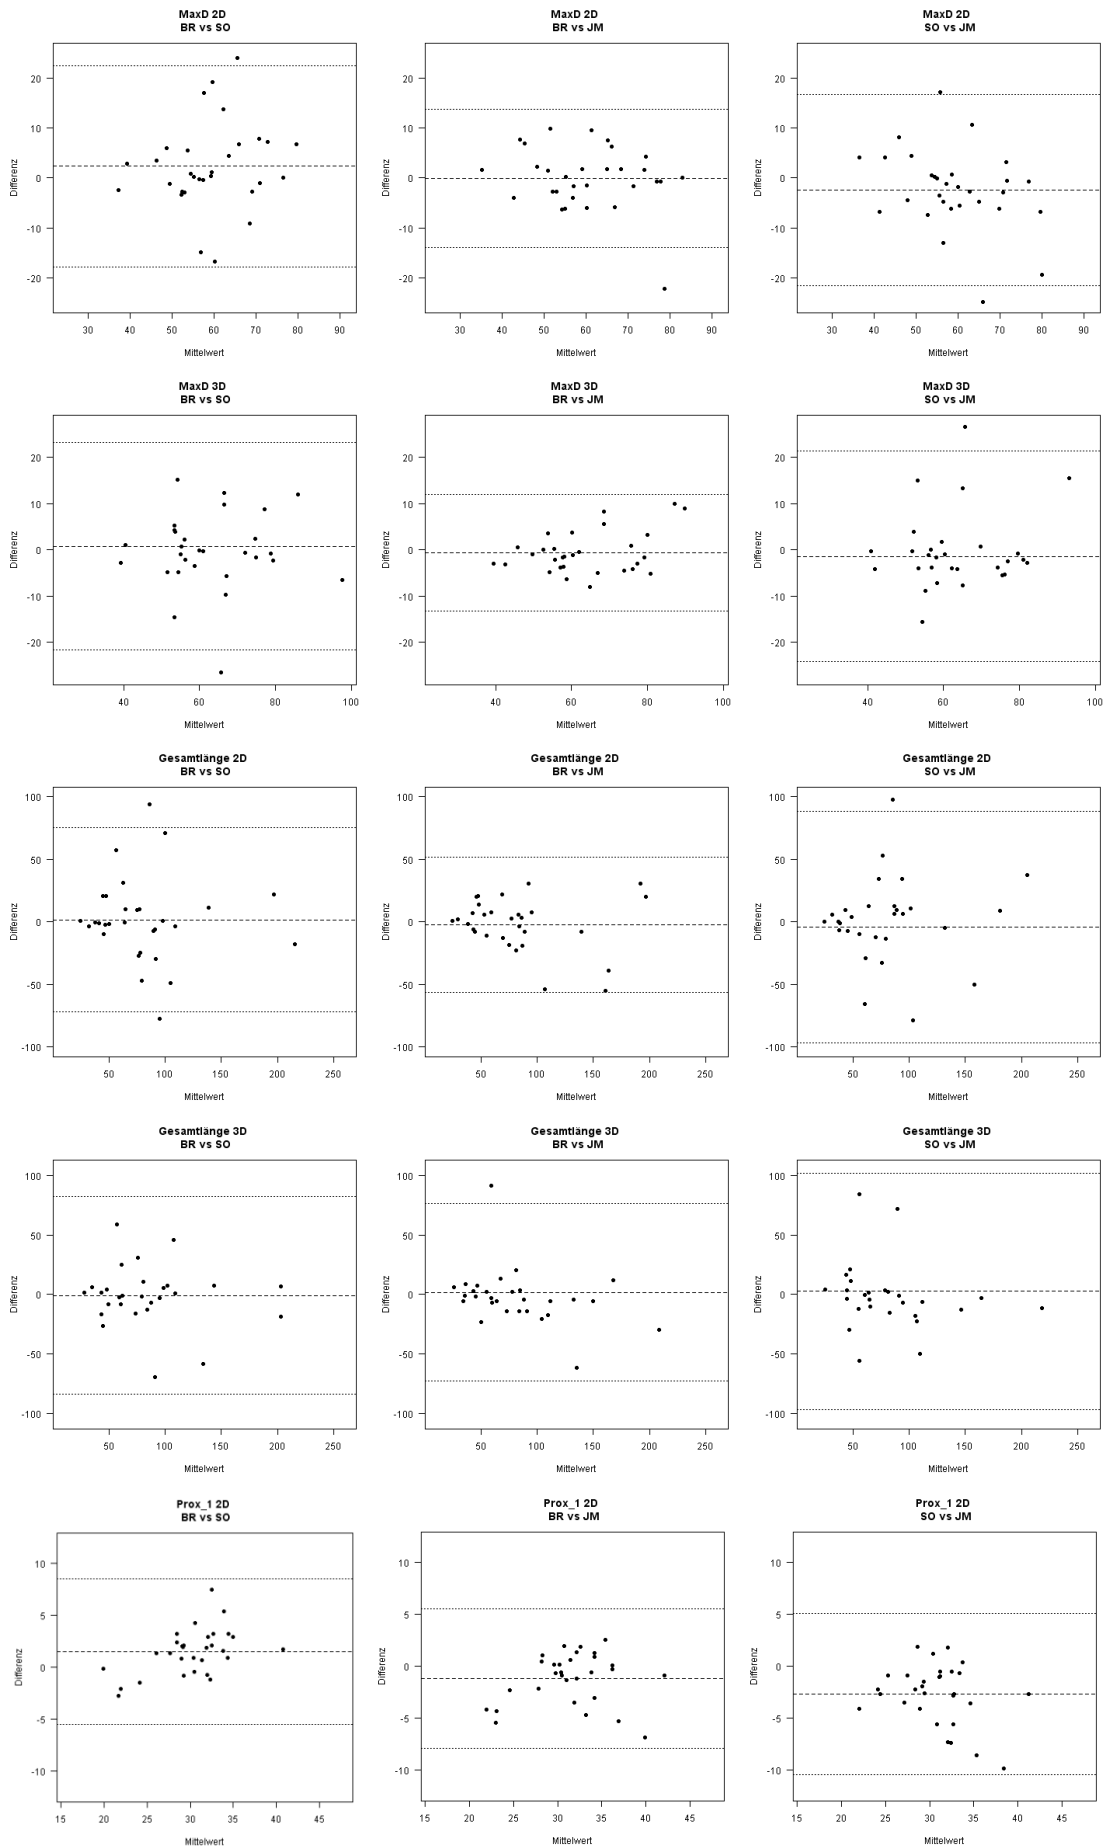 MaxD 2D
BR vs SO
Differenz
20
10
0
-10
-20
30 40 50 60 70 80 90
Mittelwert
MaxD 2D
BR vs JM
Differenz
20
10
0
-10
-20
30 40 50 60 70 80 90
Mittelwert
MaxD 2D
SO vs JM
Differenz
20
10
0
-10
-20
30 40 50 60 70 80 90
Mittelwert
MaxD 3D
BR vs SO
Differenz
20
10
0
-10
-20
40 60 80 100
Mittelwert
MaxD 3D
BR vs JM
Differenz
20
10
0
-10
-20
40 60 80 100
Mittelwert
MaxD 3D
SO vs JM
Differenz
20
10
0
-10
-20
40 60 80 100
Mittelwert
Gesamtlänge 2D
BR vs SO
Differenz
100
50
0
-50
-100
50 100 150 200 250
Mittelwert
Gesamtlänge 2D
BR vs JM
Differenz
100
50
0
-50
-100
50 100 150 200 250
Mittelwert
Gesamtlänge 2D
SO vs JM
Differenz
100
50
0
-50
-100
50 100 150 200 250
Mittelwert
Gesamtlänge 3D
BR vs SO
Differenz
100
50
0
-50
-100
50 100 150 200 250
Mittelwert
Gesamtlänge 3D
BR vs JM
Differenz
100
50
0
-50
-100
50 100 150 200 250
Mittelwert
Gesamtlänge 3D
SO vs JM
Differenz
100
50
0
-50
-100
50 100 150 200 250
Mittelwert
Prox_1 2D
BR vs SO
Differenz
10
5
0
-5
-10
15 20 25 30 35 40 45
Mittelwert
Prox_1 2D
BR vs JM
Differenz
10
5
0
-5
-10
15 20 25 30 35 40 45
Mittelwert
Prox_1 2D
SO vs JM
Differenz
10
5
0
-5
-10
15 20 25 30 35 40 45
Mittelwert